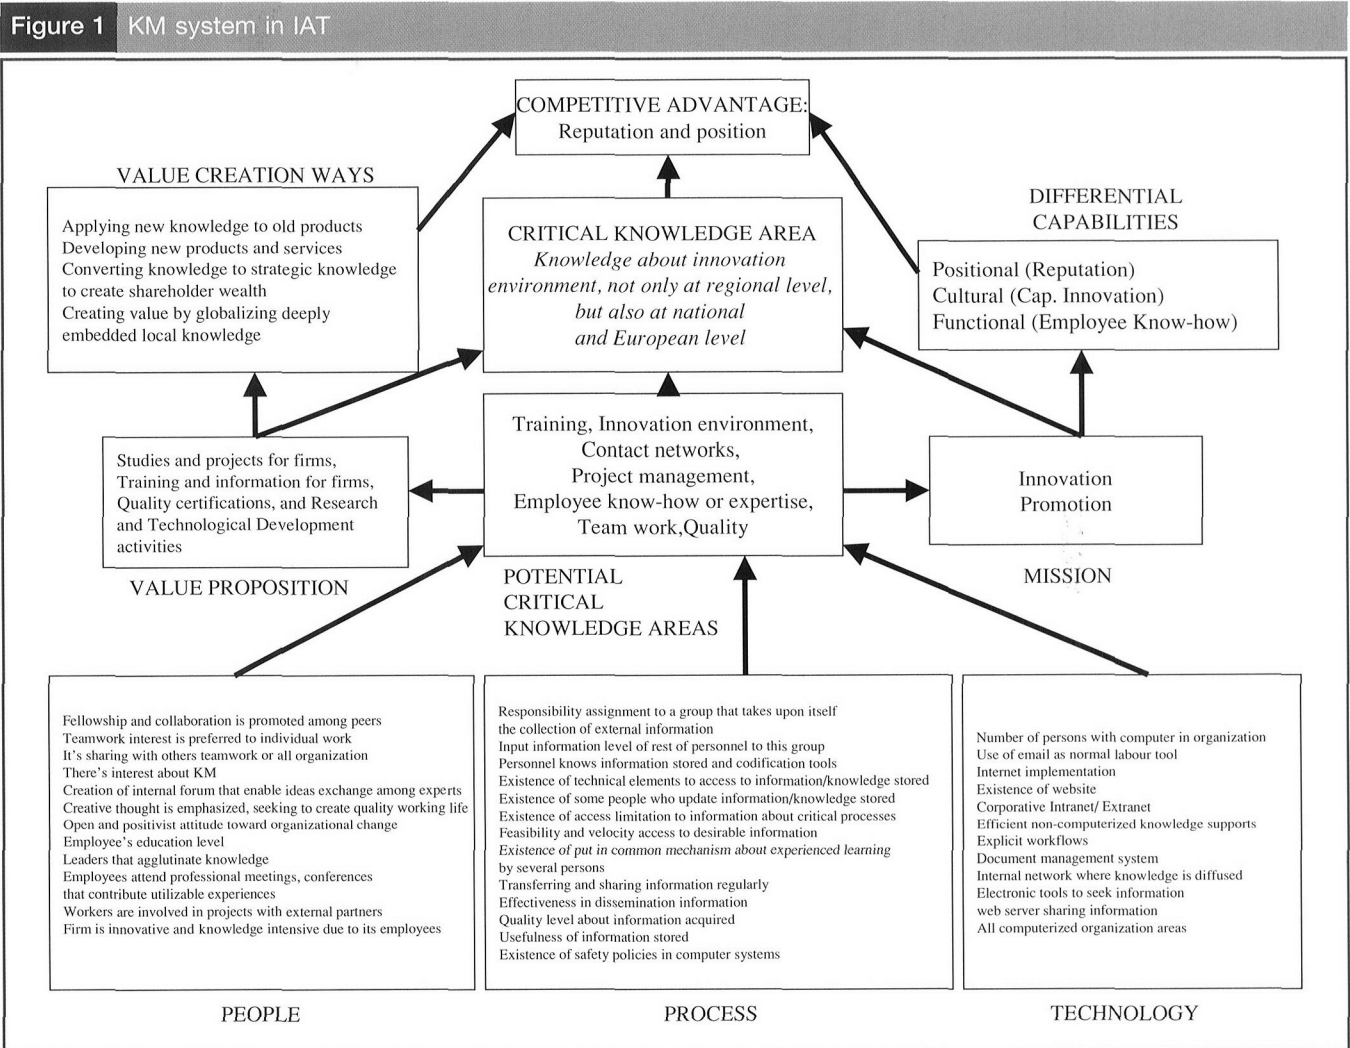 Figure 1 KM system in IAT
COMPETITIVE ADVANTAGE:
Reputation and position
VALUE CREATION WAYS
Applying new knowledge to old products
Developing new products and services
Converting knowledge to strategic knowledge
to create shareholder wealth
Creating value by globalizing deeply
embedded local knowledge
CRITICAL KNOWLEDGE AREA
Knowledge about innovation
environment, not only at regional level,
but also at national
and European level
DIFFERENTIAL
CAPABILITIES
Positional (Reputation)
Cultural (Cap. Innovation)
Functional (Employee Know-how)
Studies and projects for firms,
Training and information for firms,
Quality certifications, and Research
and Technological Development
activities
VALUE PROPOSITION
Training, Innovation environment,
Contact networks,
Project management,
Employee know-how or expertise,
Team work,Quality
POTENTIAL
CRITICAL
KNOWLEDGE AREAS
Innovation
Promotion
MISSION
Fellowship and collaboration is promoted among peers
Teamwork interest is preferred to individual work
It's sharing with others teamwork or all organization
There's interest about KM
Creation of internal forum that enable ideas exchange among experts
Creative thought is emphasized, seeking to create quality working life
Open and positivist attitude toward organizational change
Employee's education level
Leaders that agglutinate knowledge
Employees attend professional meetings, conferences
that contribute utilizable experiences
Workers are involved in projects with external partners
Firm is innovative and knowledge intensive due to its employees
PEOPLE
Responsibility assignment to a group that takes upon itself
the collection of external information
Input information level of rest of personnel to this group
Personnel knows information stored and codification tools
Existence of technical elements to access to information/knowledge stored
Existence of some people who update information/knowledge stored
Existence of access limitation to information about critical processes
Feasibility and velocity access to desirable information
Existence of put in common mechanism about experienced learning
by several persons
Transferring and sharing information regularly
Effectiveness in dissemination information
Quality level about information acquired
Usefulness of information stored
Existence of safety policies in computer systems
PROCESS
Number of persons with computer in organization
Use of email as normal labour tool
Internet implementation
Existence of website
Corporative Intranet/ Extranet
Efficient non-computerized knowledge supports
Explicit workflows
Document management system
Internal network where knowledge is diffused
Electronic tools to seek information
web server sharing information
All computerized organization areas
TECHNOLOGY